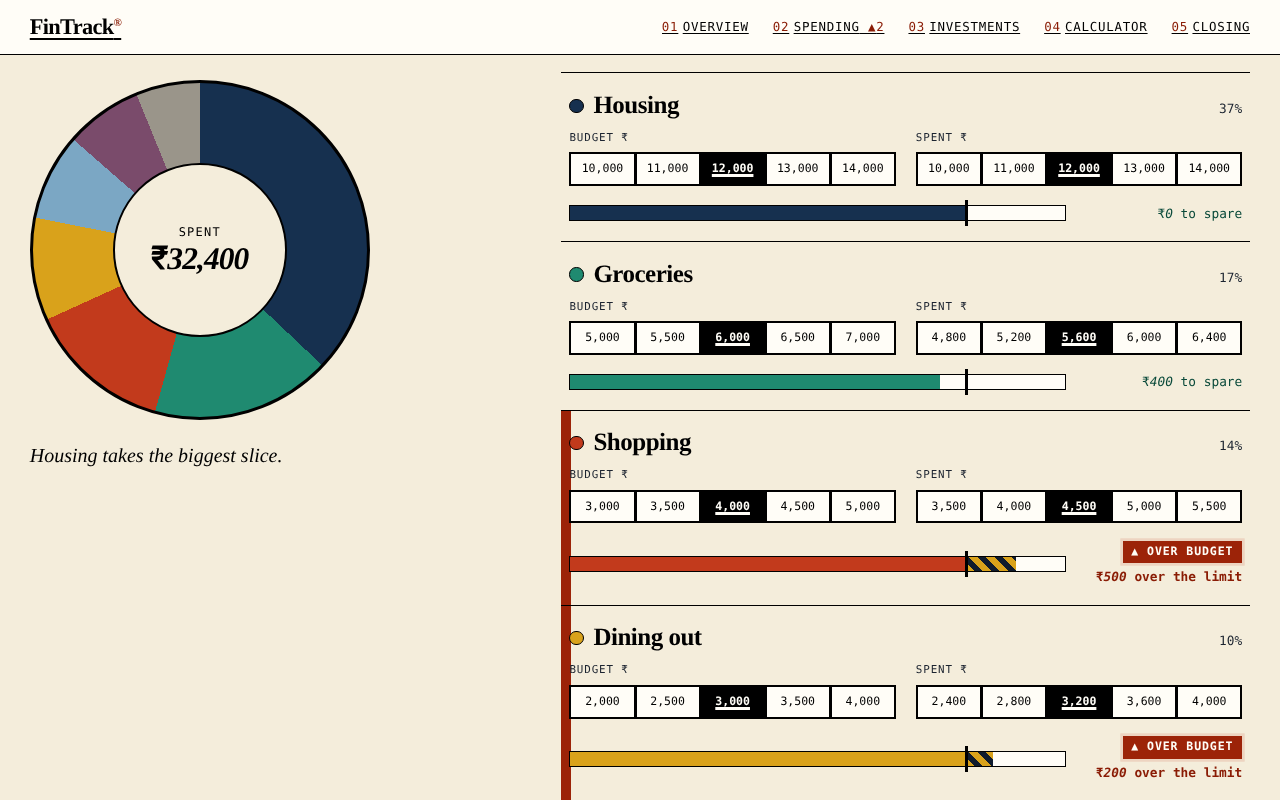 FinTrack®
01 OVERVIEW 02 SPENDING ▲2 03 INVESTMENTS 04 CALCULATOR 05 CLOSING
SPENT
₹32,400
Housing takes the biggest slice.
Housing 37%
BUDGET ₹ SPENT ₹
10,000 11,000 12,000 13,000 14,000 10,000 11,000 12,000 13,000 14,000
₹0 to spare
Groceries 17%
BUDGET ₹ SPENT ₹
5,000 5,500 6,000 6,500 7,000 4,800 5,200 5,600 6,000 6,400
₹400 to spare
Shopping 14%
BUDGET ₹ SPENT ₹
3,000 3,500 4,000 4,500 5,000 3,500 4,000 4,500 5,000 5,500
▲ OVER BUDGET
₹500 over the limit
Dining out 10%
BUDGET ₹ SPENT ₹
2,000 2,500 3,000 3,500 4,000 2,400 2,800 3,200 3,600 4,000
▲ OVER BUDGET
₹200 over the limit